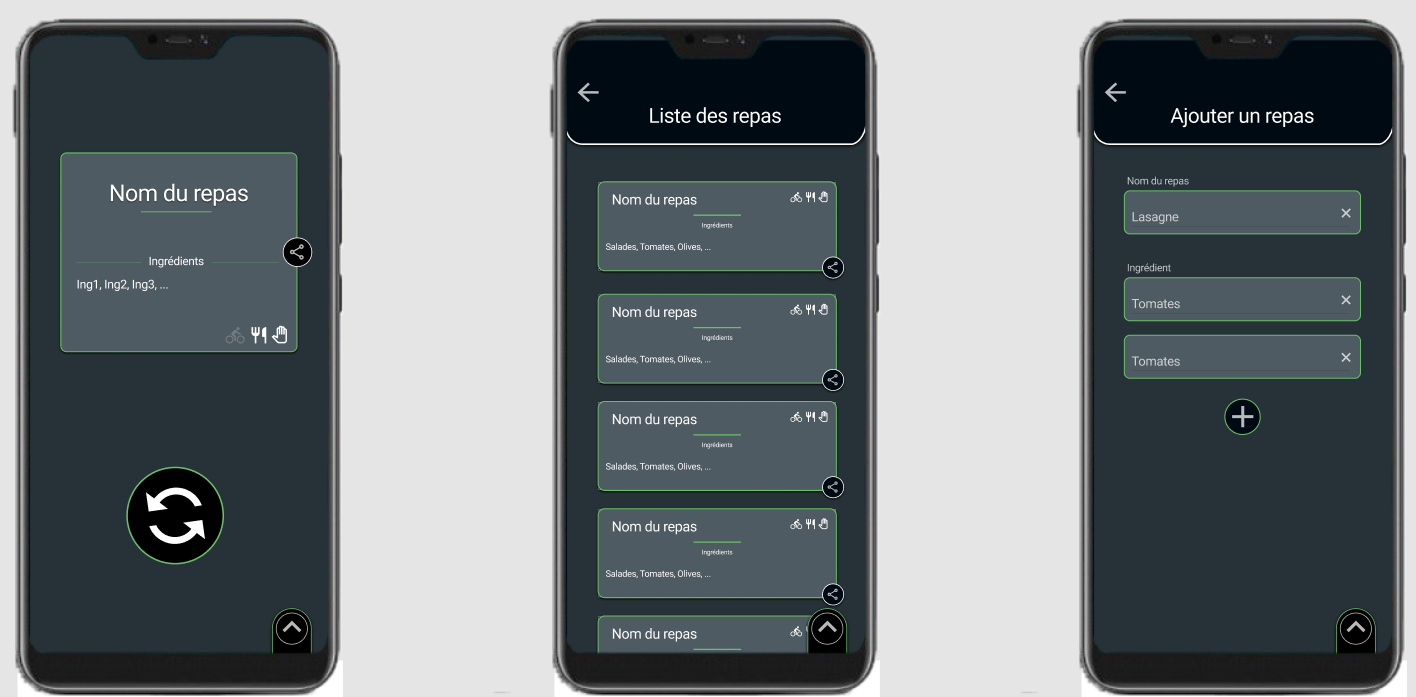 Nom du repas
Ingrédients
Ing1, Ing2, Ing3, ...
Liste des repas
Nom du repas
Ingrédients
Salades, Tomates, Olives, ...
Nom du repas
Ingrédients
Salades, Tomates, Olives, ...
Nom du repas
Ingrédients
Salades, Tomates, Olives, ...
Nom du repas
Ingrédients
Salades, Tomates, Olives, ...
Nom du repas
Ajouter un repas
Nom du repas
Lasagne
Ingrédient
Tomates
Tomates